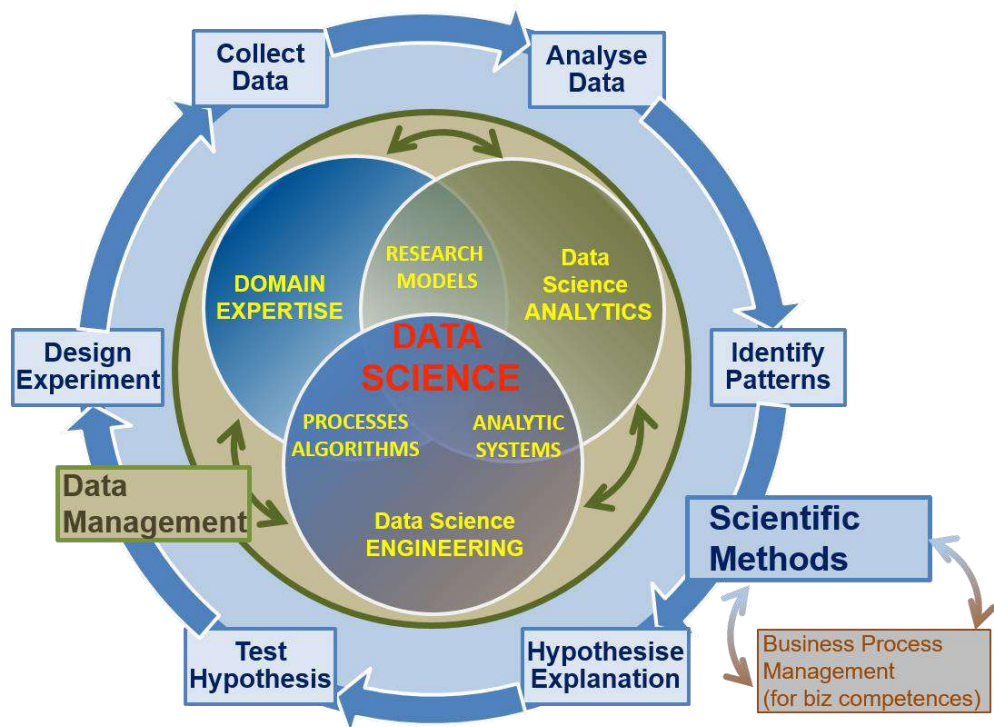 Collect
Data
Analyse
Data
RESEARCH
MODELS
Data
Science
ANALYTICS
DOMAIN
EXPERTISE
DATA
SCIENCE
Design
Experiment
Identify
Patterns
PROCESSES
ALGORITHMS
ANALYTIC
SYSTEMS
Data
Management
Data Science
ENGINEERING
Scientific
Methods
Test
Hypothesis
Hypothesise
Explanation
Business Process
Management
(for biz competences)